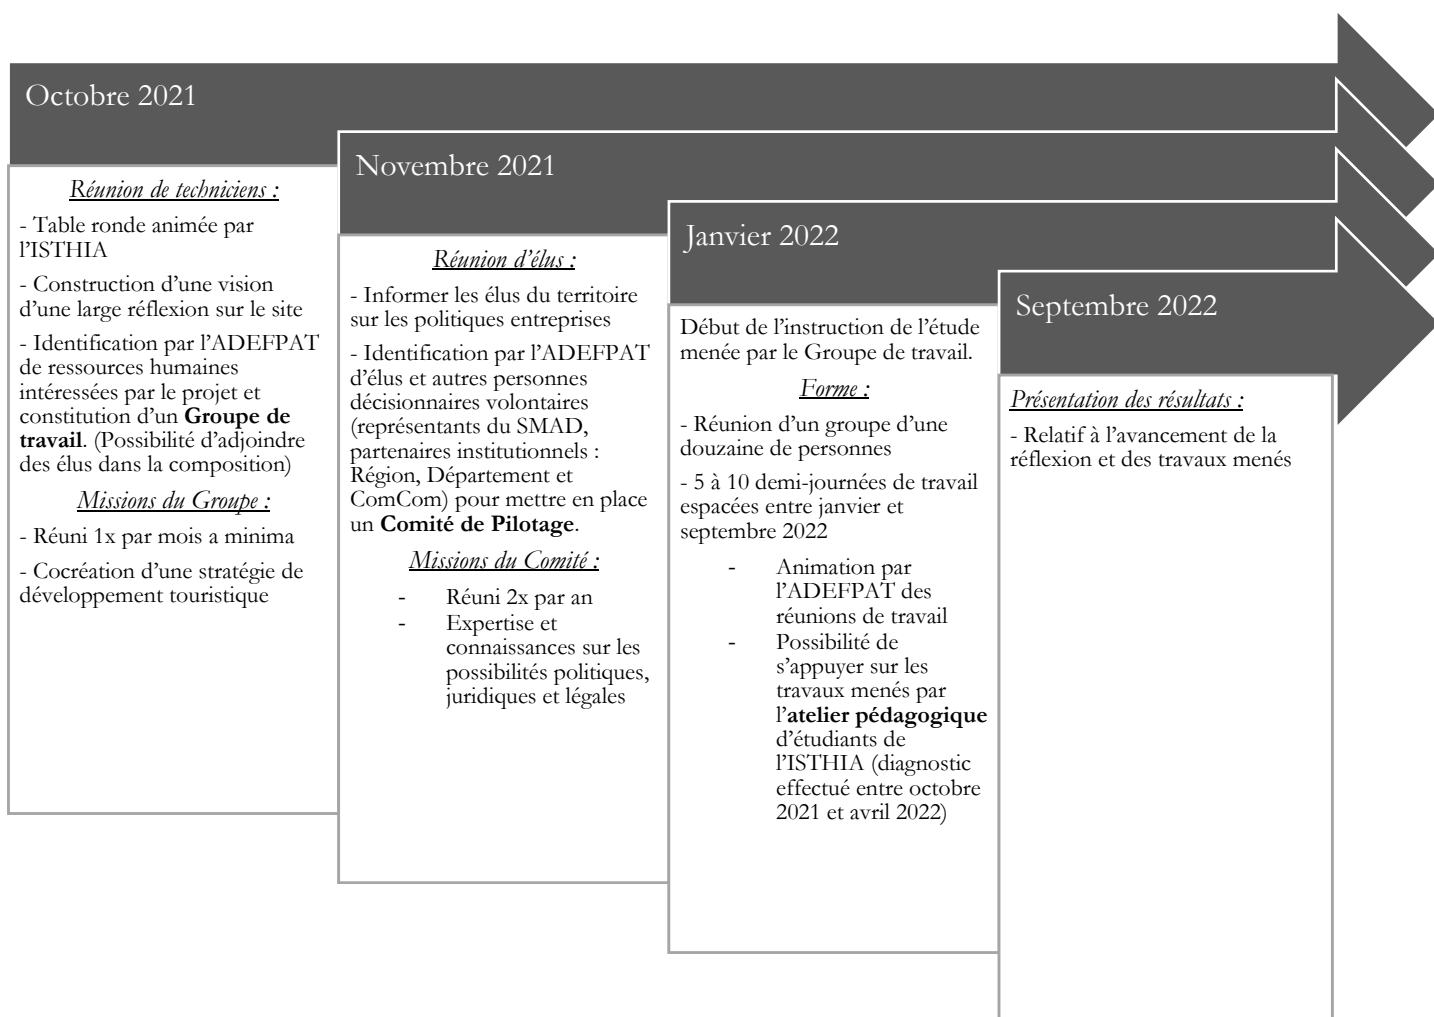 Octobre 2021
Réunion de techniciens :
- Table ronde animée par
l’ISTHIA
- Construction d’une vision
d’une large réflexion sur le site
- Identification par l’ADEFPAT
de ressources humaines
intéressées par le projet et
constitution d’un Groupe de
travail. (Possibilité d’adjoindre
des élus dans la composition)
Missions du Groupe :
- Réuni 1x par mois a minima
- Cocréation d’une stratégie de
développement touristique
Novembre 2021
Réunion d’élus :
- Informer les élus du territoire
sur les politiques entreprises
- Identification par l’ADEFPAT
d’élus et autres personnes
décisionnaires volontaires
(représentants du SMAD,
partenaires institutionnels :
Région, Département et
ComCom) pour mettre en place
un Comité de Pilotage.
Missions du Comité :
- Réuni 2x par an
- Expertise et
connaissances sur les
possibilités politiques,
juridiques et légales
Janvier 2022
Début de l’instruction de l’étude
menée par le Groupe de travail.
Forme :
- Réunion d’un groupe d’une
douzaine de personnes
- 5 à 10 demi-journées de travail
espacées entre janvier et
septembre 2022
- Animation par
l’ADEFPAT des
réunions de travail
- Possibilité de
s’appuyer sur les
travaux menés par
l’atelier pédagogique
d’étudiants de
l’ISTHIA (diagnostic
effectué entre octobre
2021 et avril 2022)
Septembre 2022
Présentation des résultats :
- Relatif à l’avancement de la
réflexion et des travaux menés